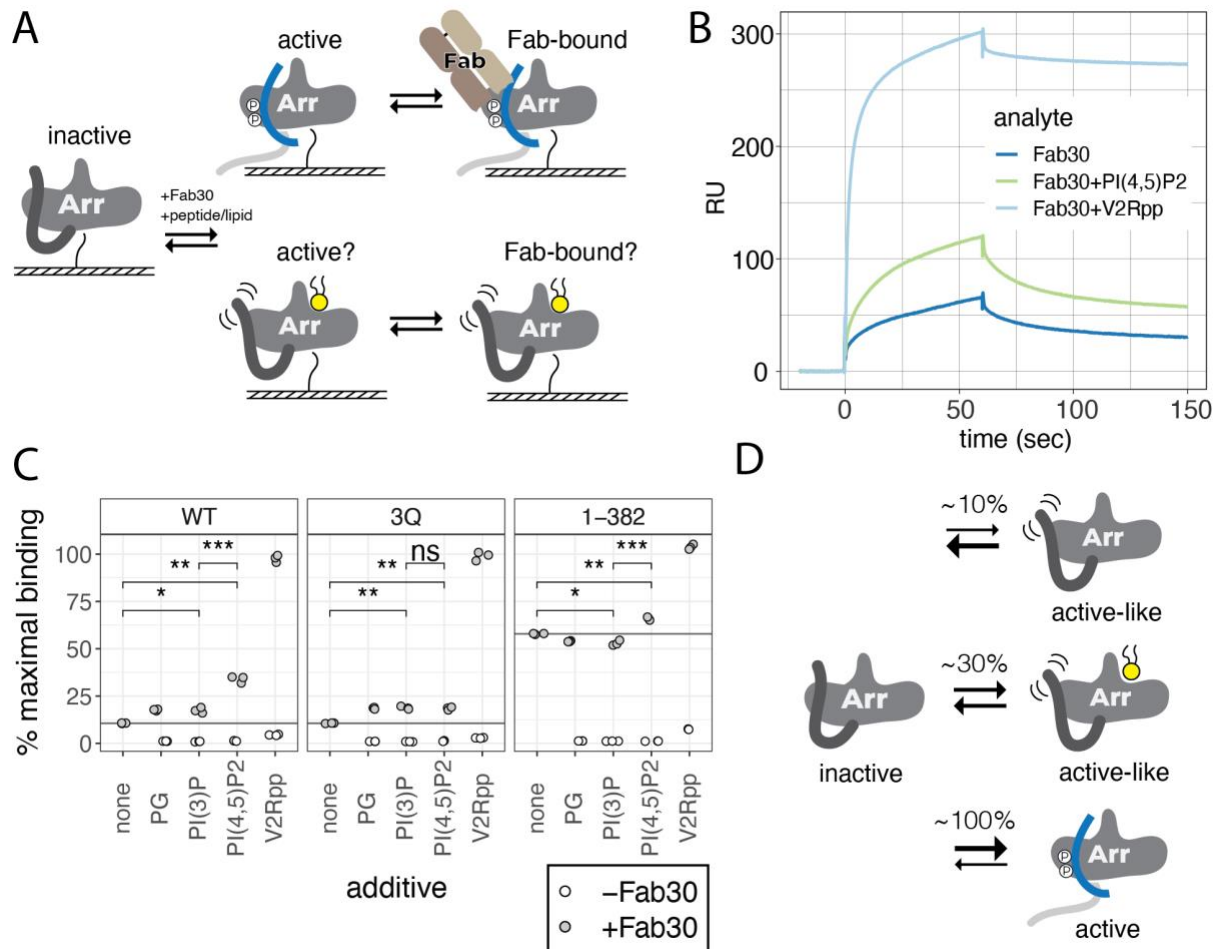 A
inactive
Arr
+Fab30
+peptide/lipid
active
Arr
P
P
Fab-bound
Fab
Arr
P
P
active?
Arr
Fab-bound?
Arr
B
300
200
100
0
RU
analyte
Fab30
Fab30+PI(4,5)P2
Fab30+V2Rpp
0
50
100
150
time (sec)
C
WT
3Q
1−382
% maximal binding
100
75
50
25
0
***
**
*
ns
**
**
***
**
*
none
PG
PI(3)P
PI(4,5)P2
V2Rpp
none
PG
PI(3)P
PI(4,5)P2
V2Rpp
none
PG
PI(3)P
PI(4,5)P2
V2Rpp
additive
−Fab30
+Fab30
D
~10%
Arr
active-like
Arr
inactive
~30%
Arr
active-like
~100%
P
P
Arr
active